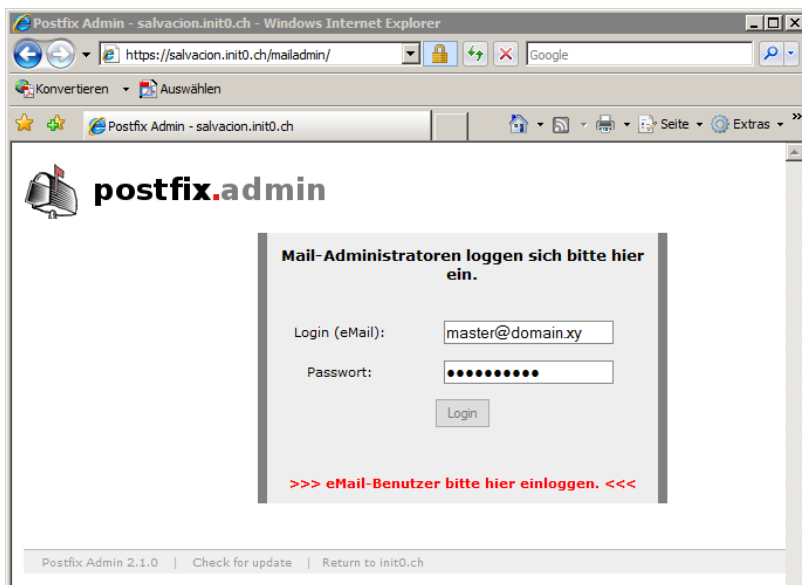 Postfix Admin - salvacion.init0.ch - Windows Internet Explorer
https://salvacion.init0.ch/mailadmin/
Google
Konvertieren Auswählen
Postfix Admin - salvacion.init0.ch
Seite Extras »
postfix.admin
Mail-Administratoren loggen sich bitte hier
ein.
Login (eMail): master@domain.xy
Passwort: ●●●●●●●●●●
Login
>>> eMail-Benutzer bitte hier einloggen. <<<
Postfix Admin 2.1.0 | Check for update | Return to init0.ch